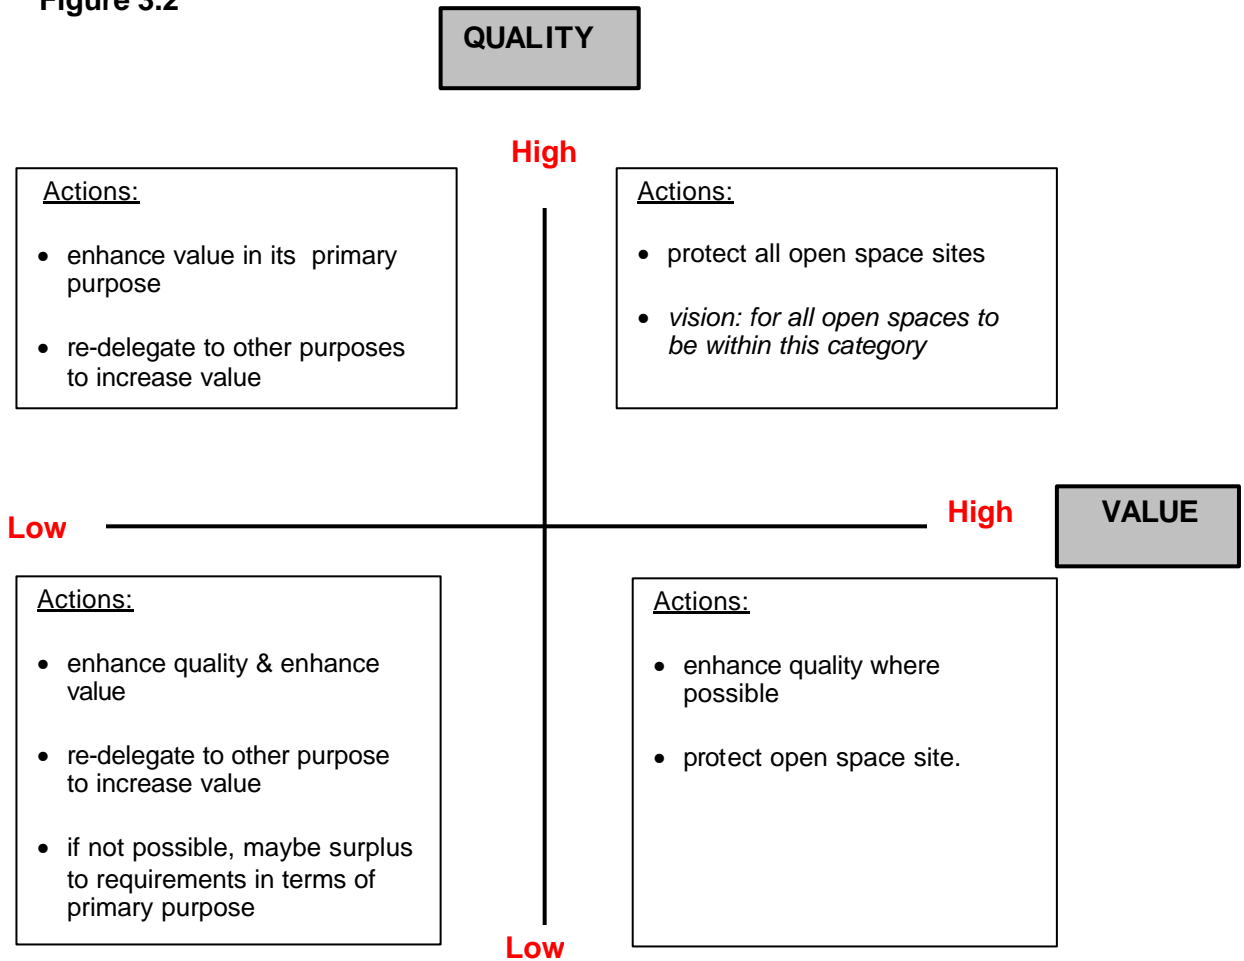 Figure 3.2
QUALITY
High
Actions:
• enhance value in its primary
purpose
• re-delegate to other purposes
to increase value
Actions:
• protect all open space sites
• vision: for all open spaces to
be within this category
Low
High
VALUE
Actions:
• enhance quality & enhance
value
• re-delegate to other purpose
to increase value
• if not possible, maybe surplus
to requirements in terms of
primary purpose
Actions:
• enhance quality where
possible
• protect open space site.
Low